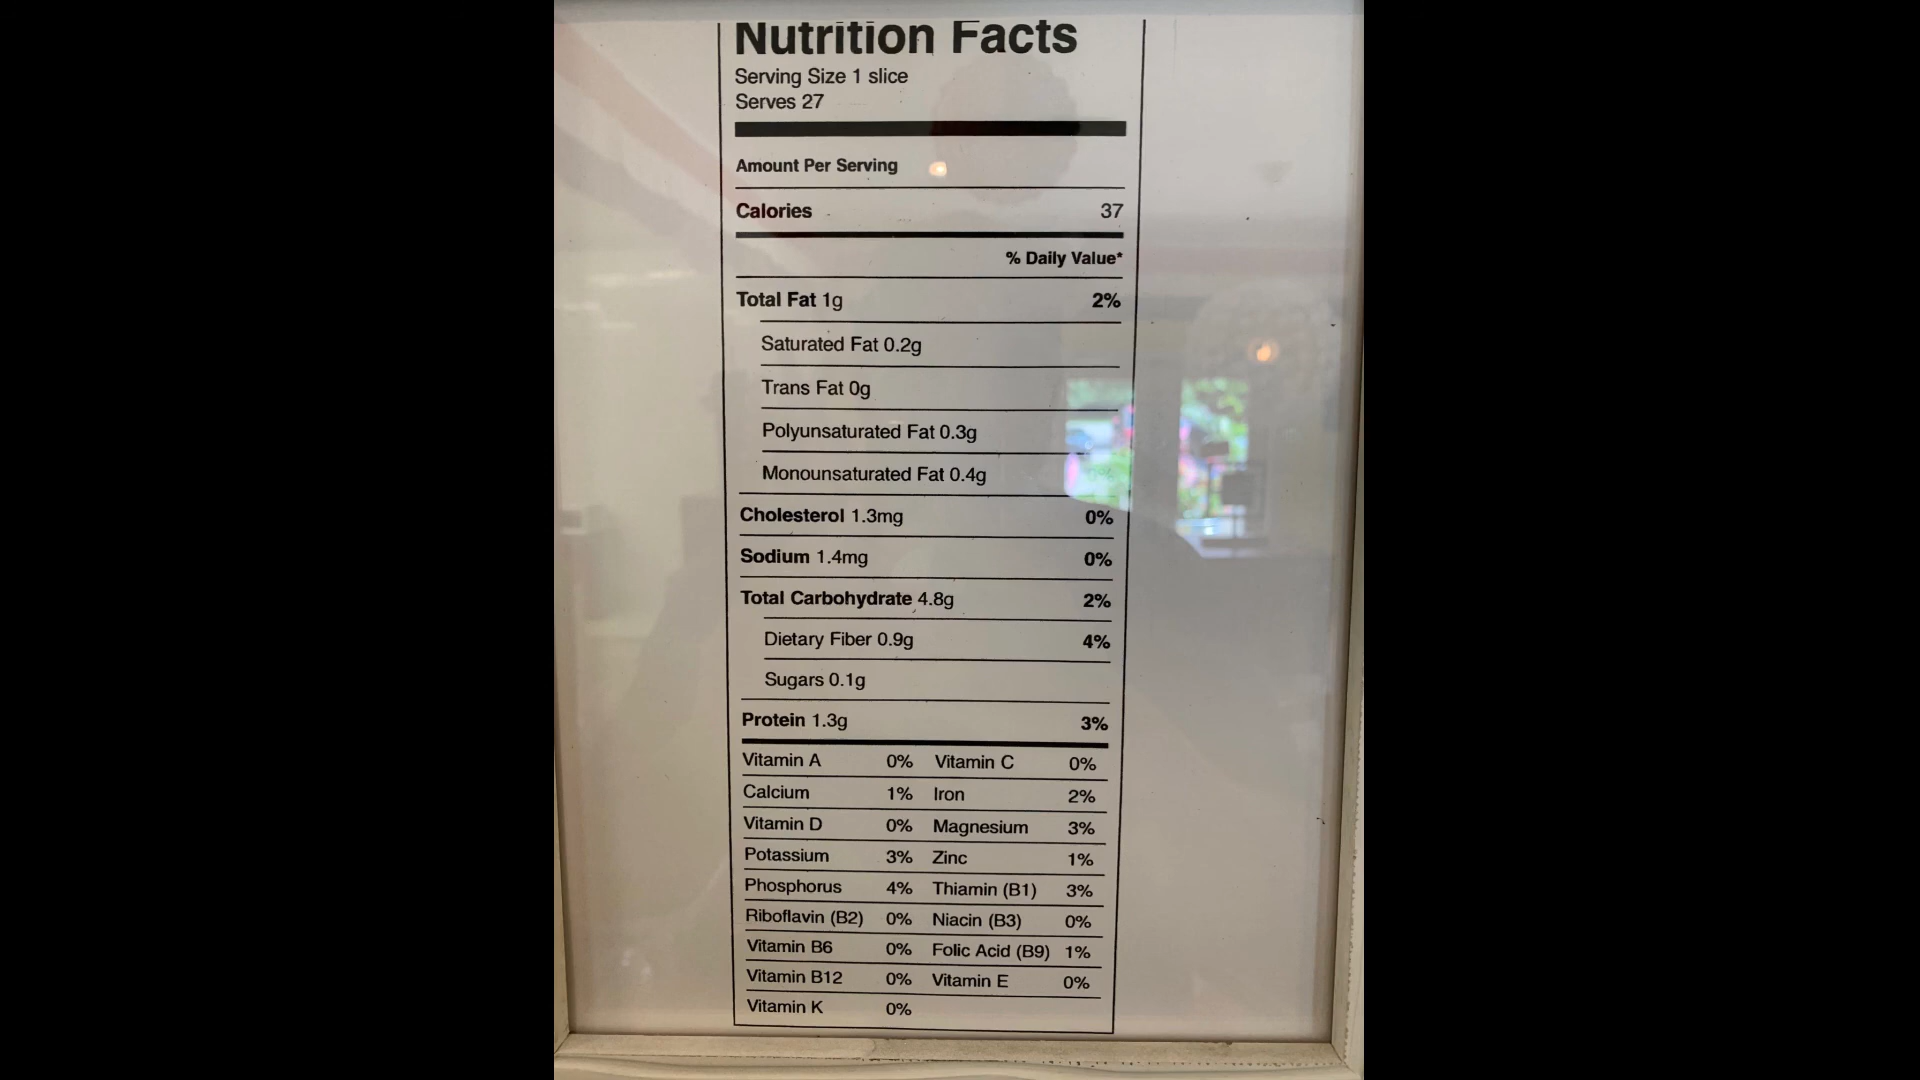 Nutrition Facts
Serving Size 1 slice
Serves 27
Amount Per Serving
Calories 37
% Daily Value*
Total Fat 1g 2%
Saturated Fat 0.2g
Trans Fat 0g
Polyunsaturated Fat 0.3g
Monounsaturated Fat 0.4g 0%
Cholesterol 1.3mg 0%
Sodium 1.4mg 0%
Total Carbohydrate 4.8g 2%
Dietary Fiber 0.9g 4%
Sugars 0.1g
Protein 1.3g 3%
Vitamin A 0% Vitamin C 0%
Calcium 1% Iron 2%
Vitamin D 0% Magnesium 3%
Potassium 3% Zinc 1%
Phosphorus 4% Thiamin (B1) 3%
Riboflavin (B2) 0% Niacin (B3) 0%
Vitamin B6 0% Folic Acid (B9) 1%
Vitamin B12 0% Vitamin E 0%
Vitamin K 0%